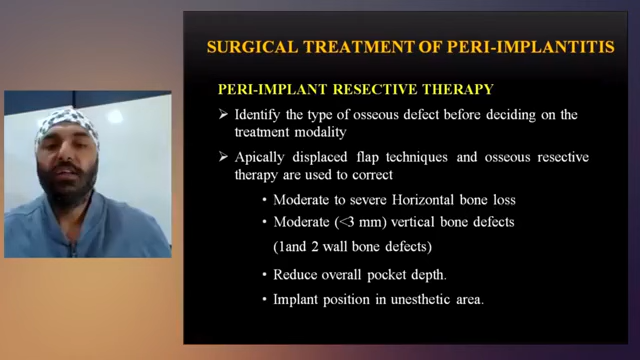 SURGICAL TREATMENT OF PERI-IMPLANTITIS
PERI-IMPLANT RESECTIVE THERAPY
➢ Identify the type of osseous defect before deciding on the
treatment modality
➢ Apically displaced flap techniques and osseous resective
therapy are used to correct
• Moderate to severe Horizontal bone loss
• Moderate (<3 mm) vertical bone defects
(1and 2 wall bone defects)
• Reduce overall pocket depth.
• Implant position in unesthetic area.